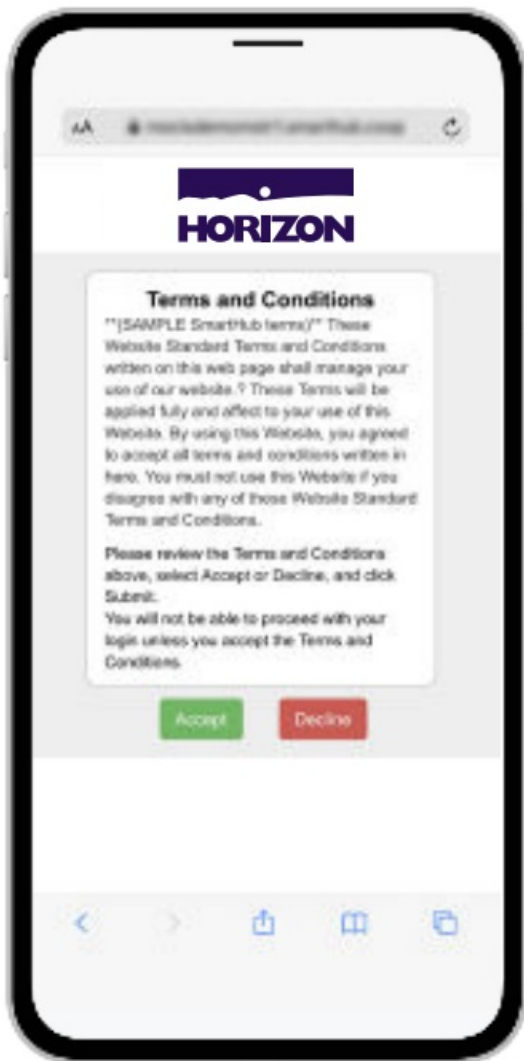 AA
HORIZON
Terms and Conditions
**(SAMPLE SmartHub terms)** These
Website Standard Terms and Conditions
written on this web page shall manage your
use of our website.? These Terms will be
applied fully and affect to your use of this
Website. By using this Website, you agreed
to accept all terms and conditions written in
here. You must not use this Website if you
disagree with any of these Website Standard
Terms and Conditions.
Please review the Terms and Conditions
above, select Accept or Decline, and click
Submit.
You will not be able to proceed with your
login unless you accept the Terms and
Conditions.
Accept
Decline